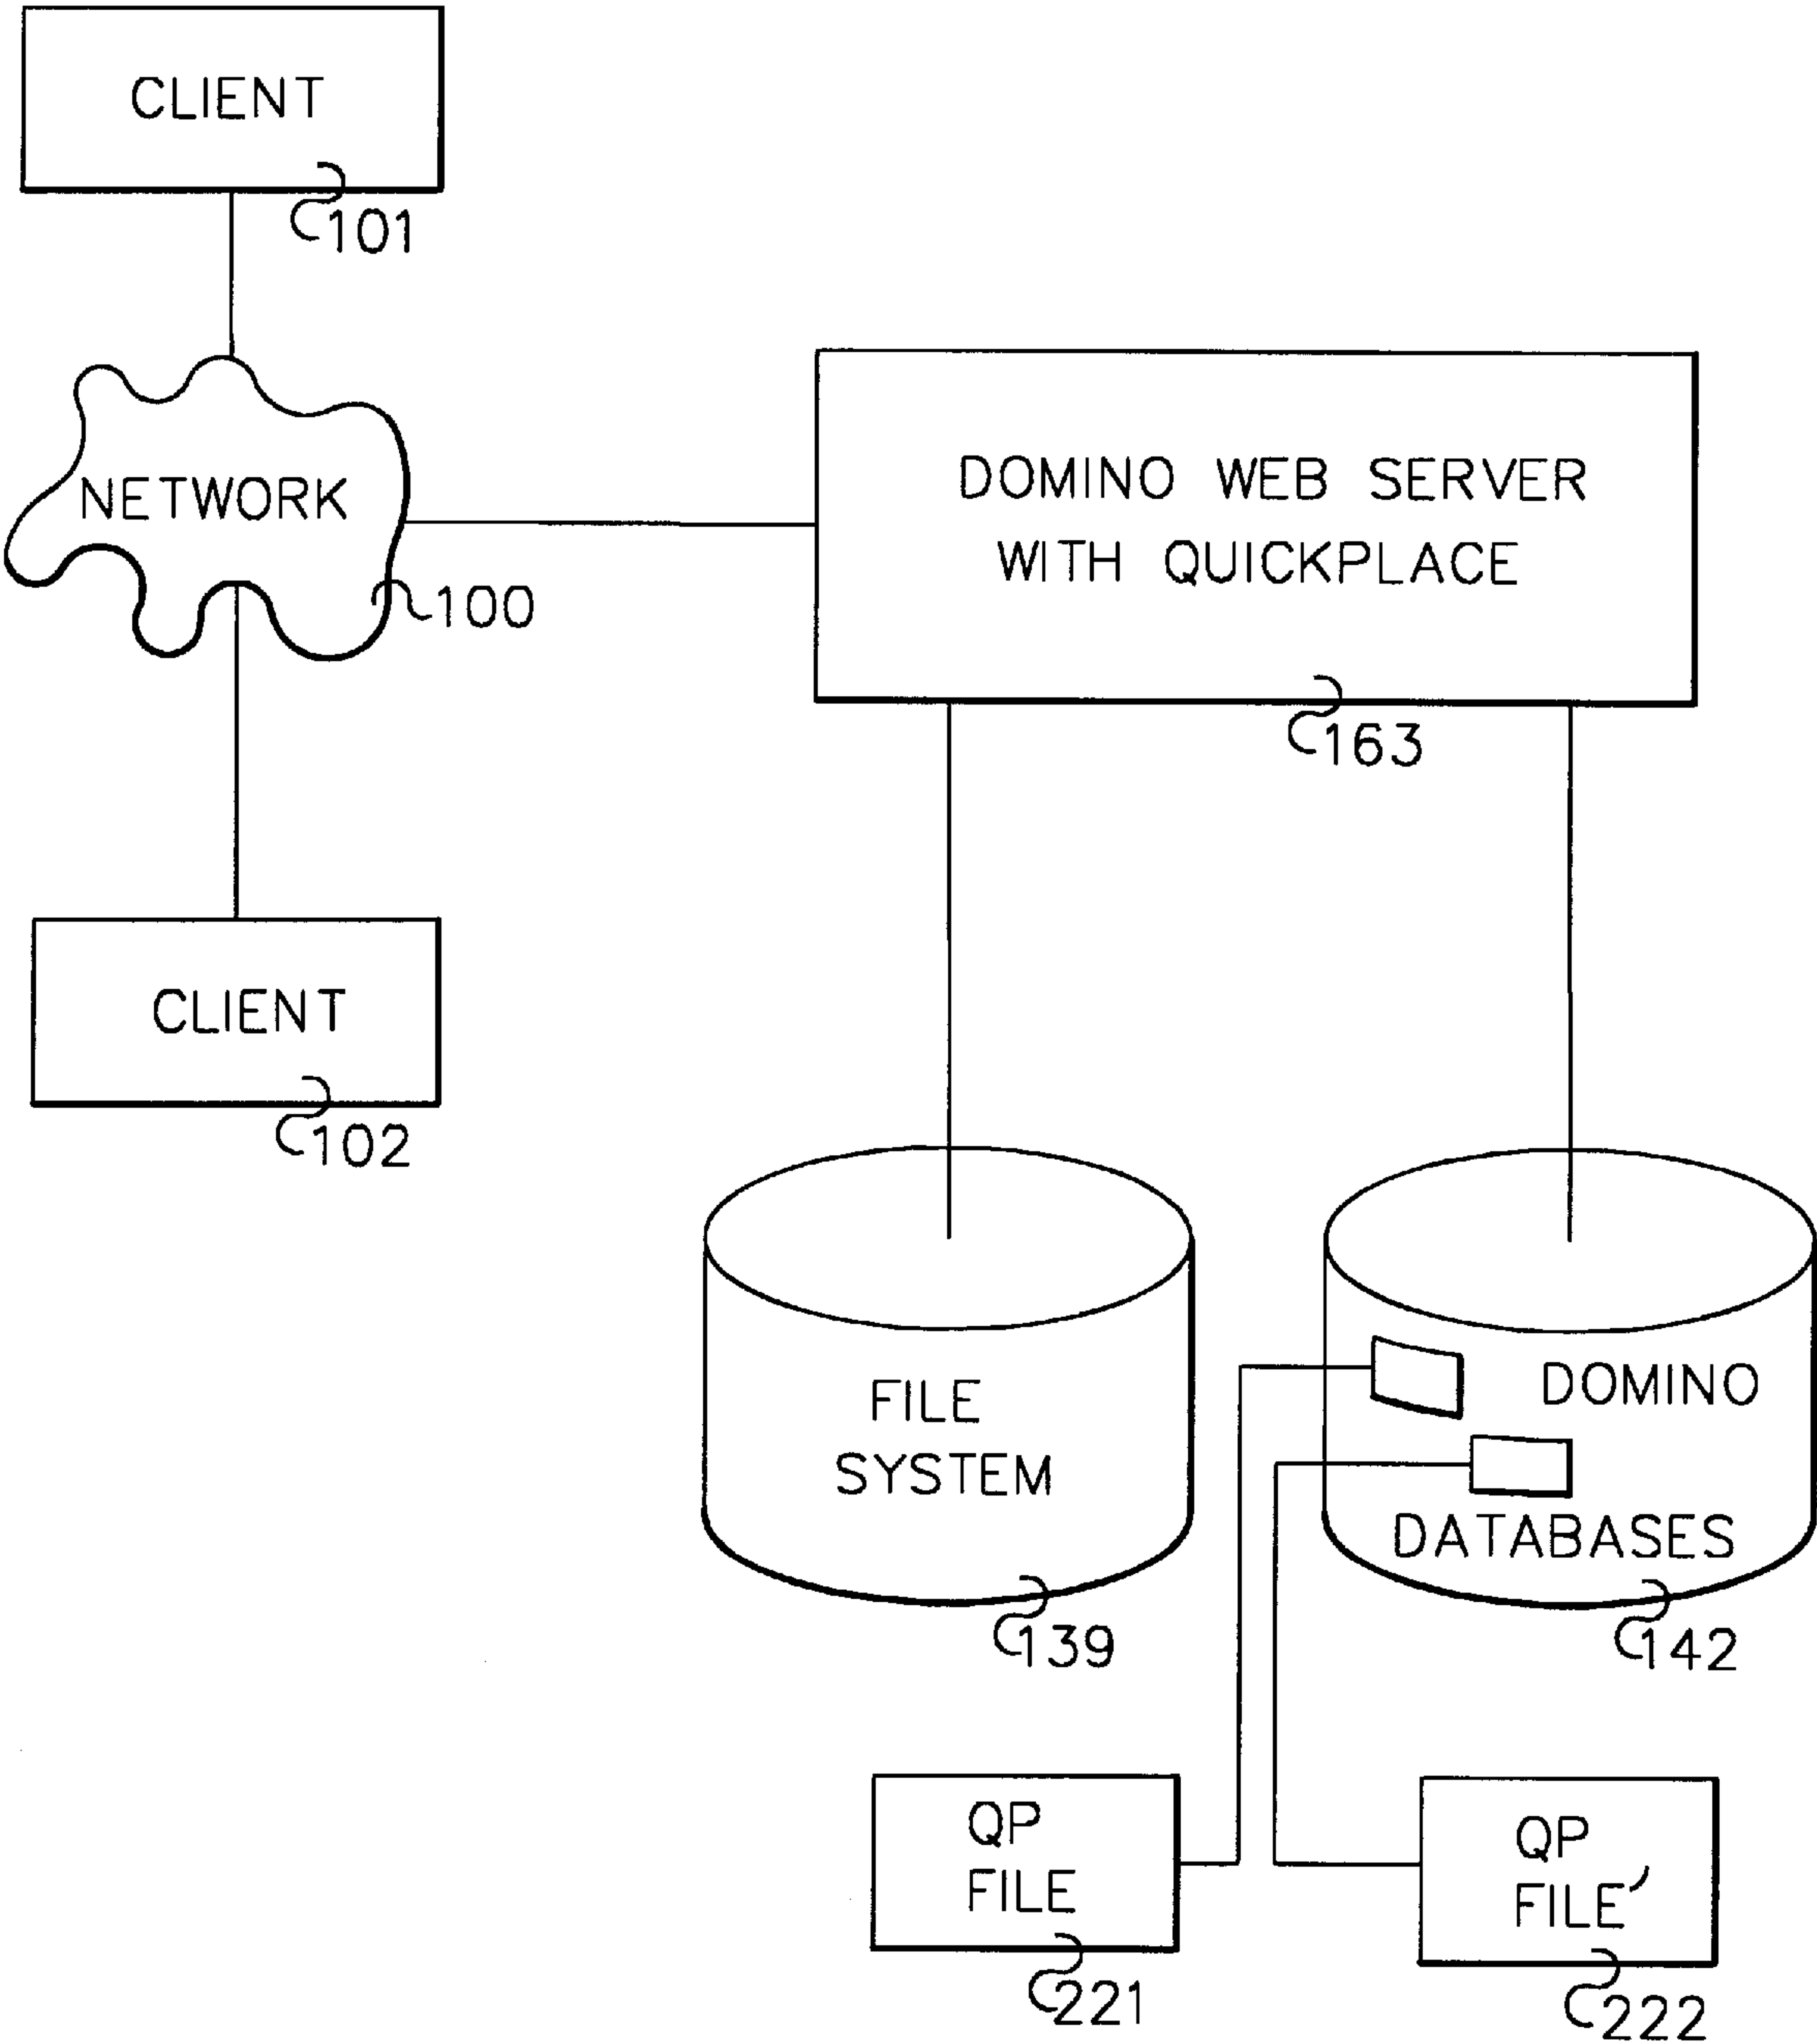 CLIENT
101
NETWORK
100
DOMINO WEB SERVER
WITH QUICKPLACE
163
CLIENT
102
FILE
SYSTEM
139
DOMINO
DATABASES
142
QP
FILE
221
QP
FILE'
222